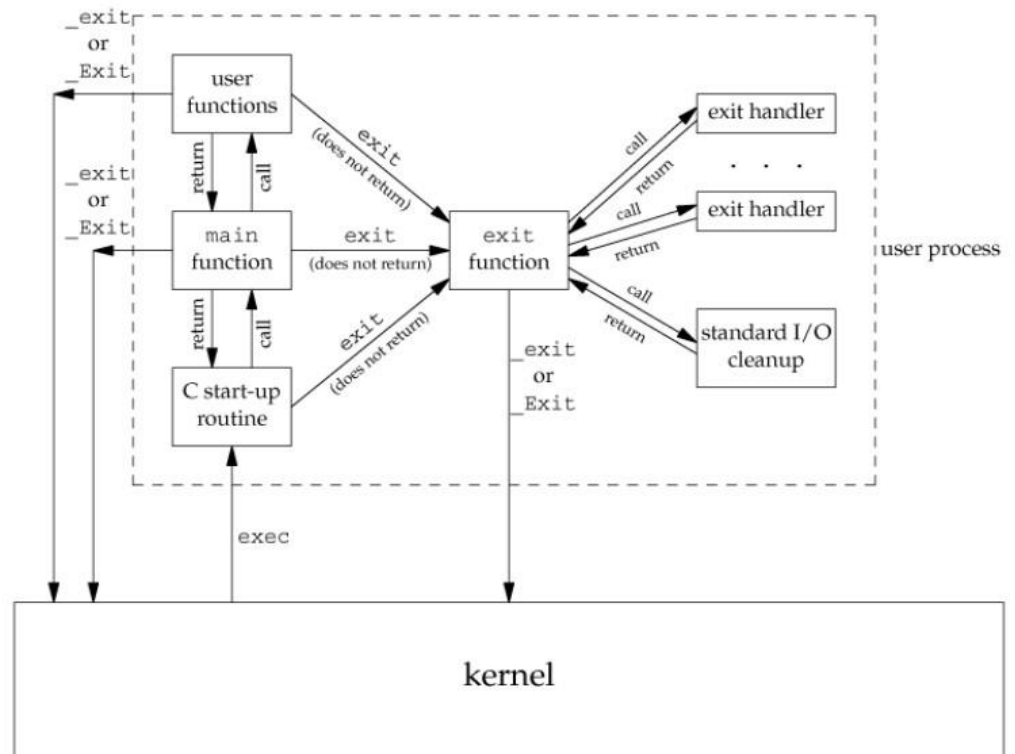 _exit
or
_Exit
user
functions
exit
(does not return)
return
call
_exit
or
_Exit
main
function
exit
(does not return)
exit
function
return
call
exit
(does not return)
C start-up
routine
call
return
exit handler
. . .
call
return
exit handler
user process
call
return
standard I/O
cleanup
_exit
or
_Exit
exec
kernel